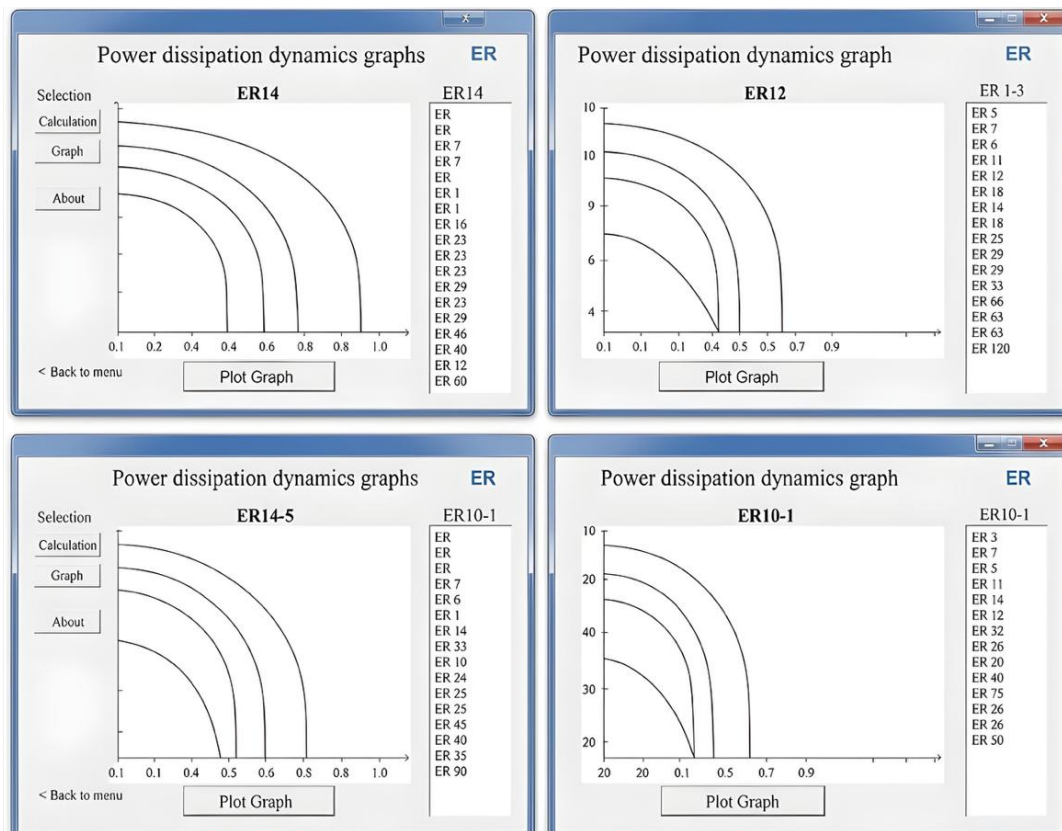 X
Power dissipation dynamics graphs
ER
Selection
Calculation
Graph
About
ER14
0.1 0.2 0.4 0.4 0.6 0.8 1.0
ER14
ER
ER
ER 7
ER 7
ER
ER 1
ER 1
ER 16
ER 23
ER 23
ER 23
ER 29
ER 23
ER 29
ER 46
ER 40
ER 12
ER 60
< Back to menu
Plot Graph
X
Power dissipation dynamics graph
ER
ER12
10
10
9
6
4
0.1 0.1 0.1 0.4 0.5 0.5 0.7 0.9
ER 1-3
ER 5
ER 7
ER 6
ER 11
ER 12
ER 18
ER 14
ER 18
ER 25
ER 29
ER 29
ER 33
ER 66
ER 63
ER 63
ER 120
Plot Graph
Power dissipation dynamics graphs
ER
Selection
Calculation
Graph
About
ER14-5
0.1 0.1 0.4 0.5 0.6 0.8 1.0
ER10-1
ER
ER
ER
ER 7
ER 6
ER 1
ER 14
ER 33
ER 10
ER 24
ER 25
ER 25
ER 45
ER 40
ER 35
ER 90
< Back to menu
Plot Graph
X
Power dissipation dynamics graph
ER
ER10-1
10
20
40
30
20
20 20 0.1 0.5 0.7 0.9
ER10-1
ER 3
ER 7
ER 5
ER 11
ER 14
ER 12
ER 32
ER 26
ER 20
ER 40
ER 75
ER 26
ER 26
ER 50
Plot Graph